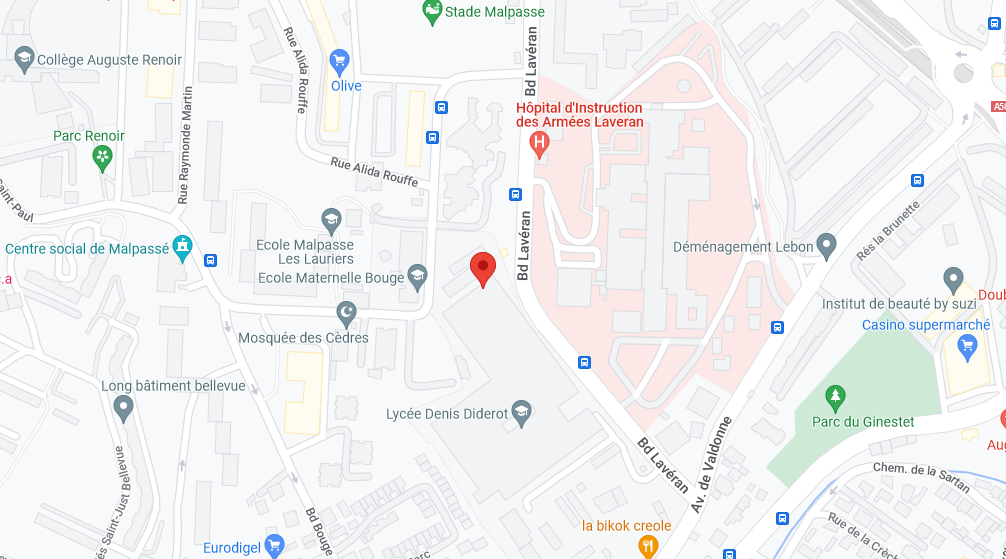 Stade Malpasse
Collège Auguste Renoir
Rue Alida Rouffe
Olive
Bd Lavéran
Hôpital d'Instruction
des Armées Laveran
H
A50
Parc Renoir
Rue Raymonde Martin
Rue Alida Rouffe
Saint-Paul
Centre social de Malpassé
Ecole Malpasse
Les Lauriers
Bd Lavéran
Déménagement Lebon
Rés la Brunette
c.a
Ecole Maternelle Bouge
Institut de beauté by suzi
Doub
Casino supermarché
Mosquée des Cèdres
Long bâtiment bellevue
Lycée Denis Diderot
Parc du Ginestet
Aug
Bd Lavéran
Av. de Valdonne
Chem. de la Sartan
és Saint-Just Bellevue
Bd Bouge
la bikok creole
Rue de la Crèch
Eurodigel
arc